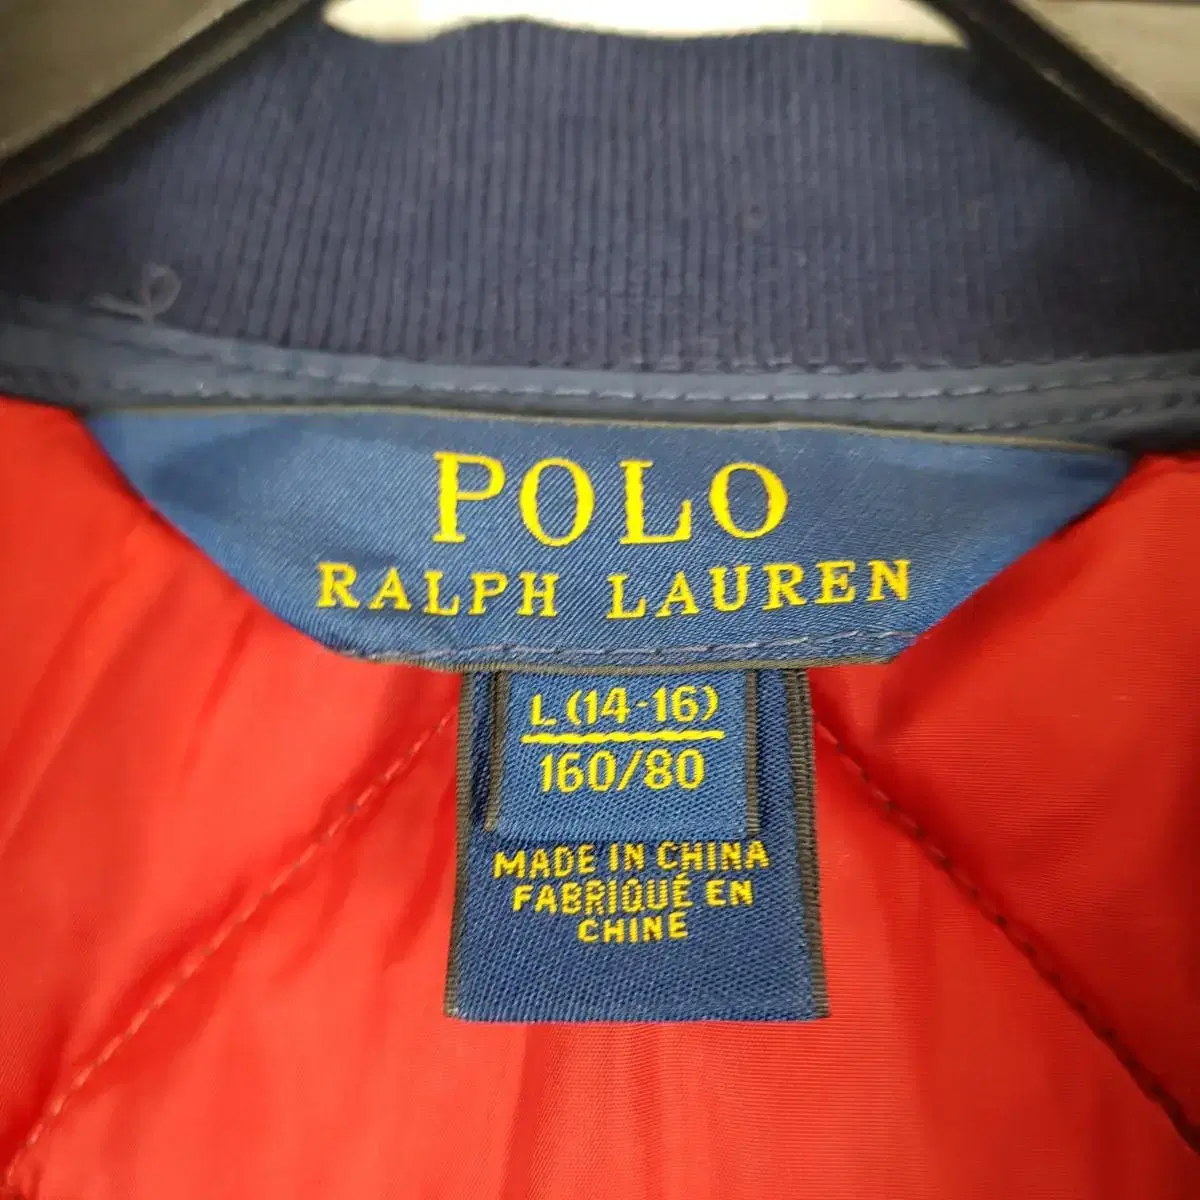 POLO
RALPH LAUREN
L (14-16)
160/80
MADE IN CHINA
FABRIQUÉ EN
CHINE